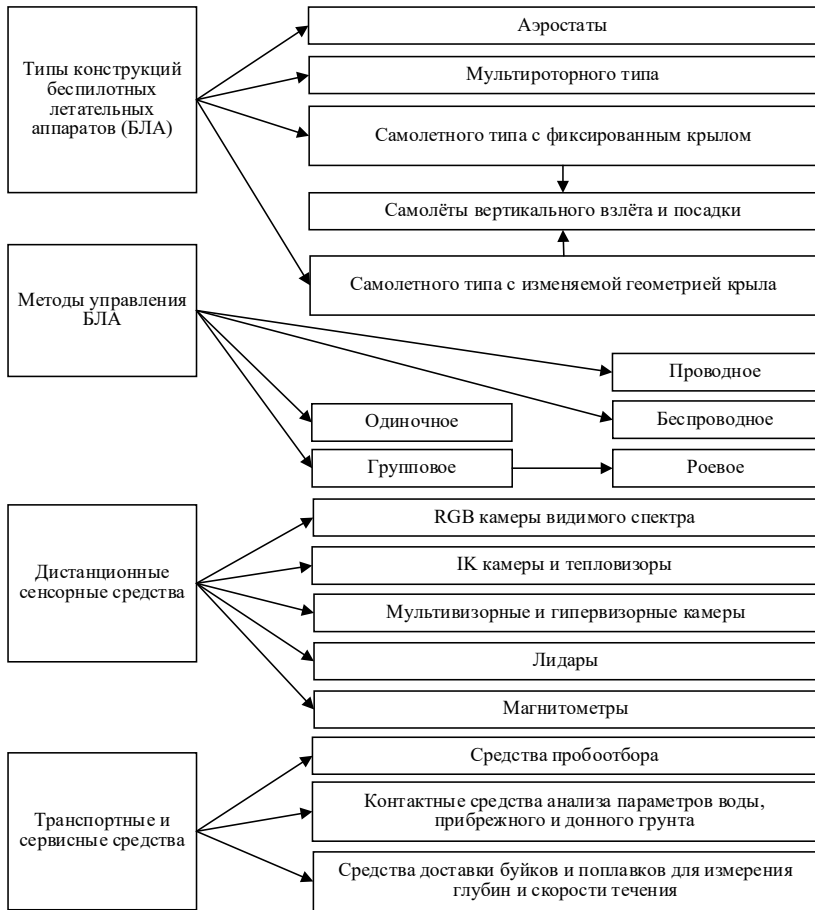 Типы конструкций
беспилотных
летательных
аппаратов (БЛА)
Аэростаты
Мультироторного типа
Самолетного типа с фиксированным крылом
Самолёты вертикального взлёта и посадки
Самолетного типа с изменяемой геометрией крыла
Методы управления
БЛА
Проводное
Одиночное
Беспроводное
Групповое
Роевое
Дистанционные
сенсорные средства
RGB камеры видимого спектра
IK камеры и тепловизоры
Мультивизорные и гипервизорные камеры
Лидары
Магнитометры
Транспортные и
сервисные средства
Средства пробоотбора
Контактные средства анализа параметров воды,
прибрежного и донного грунта
Средства доставки буйков и поплавков для измерения
глубин и скорости течения